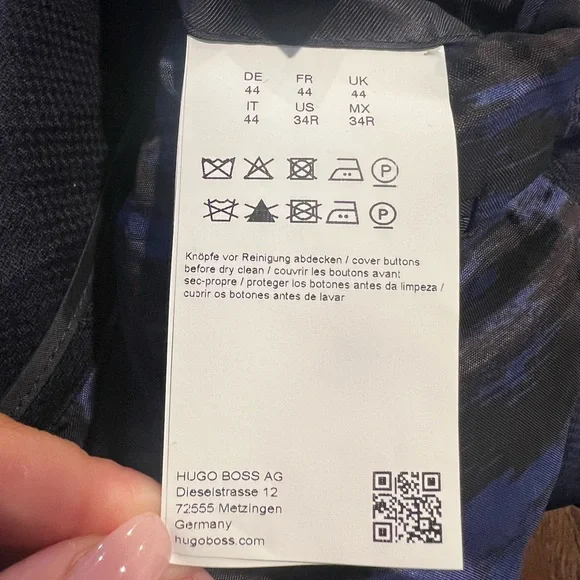 DE FR UK
44 44 44
IT US MX
44 34R 34R
P
P
Knöpfe vor Reinigung abdecken / cover buttons
before dry clean / couvrir les boutons avant
sec-propre / proteger los botones antes da limpeza /
cubrir os botones antes de lavar
HUGO BOSS AG
Dieselstrasse 12
72555 Metzingen
Germany
hugoboss.com